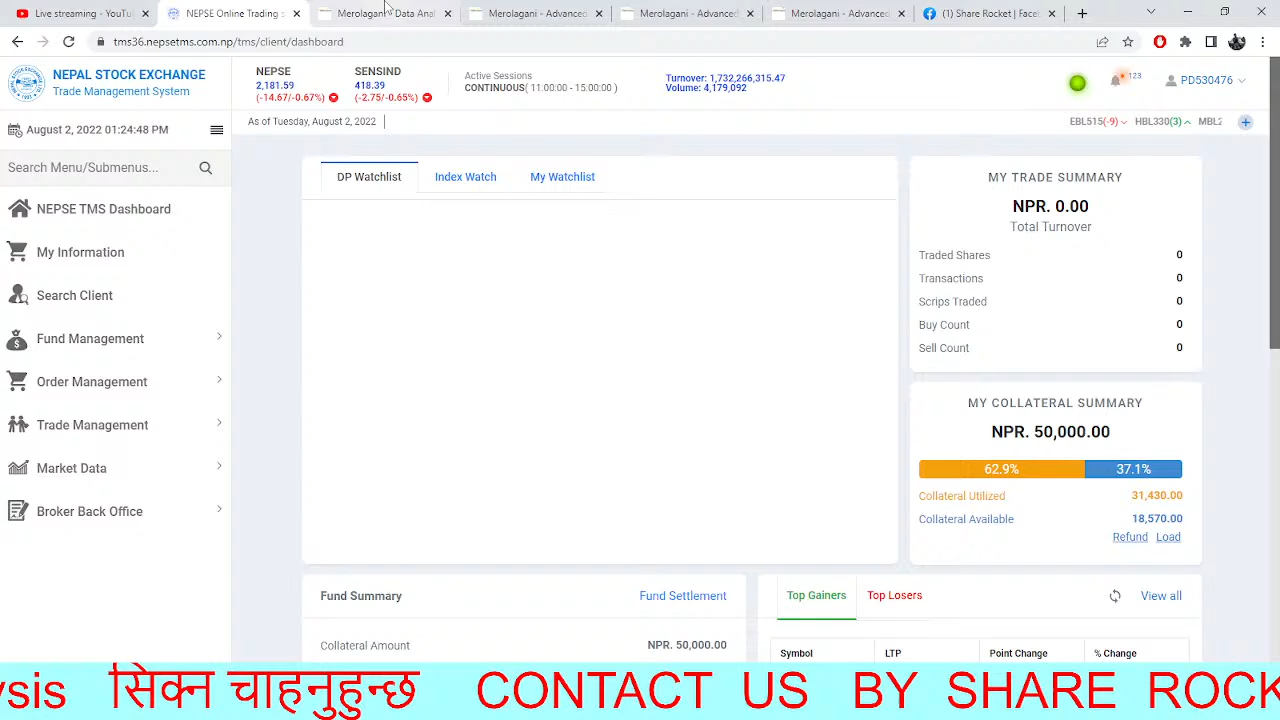 Live streaming - YouTu
NEPSE Online Trading s
Merolagani - Data Anal
Merolagani - Advanced
Merolagani - Advanced
Merolagani - Advanced
(1) Share Rocket | Face
tms36.nepsetms.com.np/tms/client/dashboard
NEPAL STOCK EXCHANGE
Trade Management System
NEPSE
2,181.59
(-14.67/-0.67%)
SENSIND
418.39
(-2.75/-0.65%)
Active Sessions
CONTINUOUS( 11:00:00 - 15:00:00 )
Turnover: 1,732,266,315.47
Volume: 4,179,092
123
PD530476
August 2, 2022 01:24:48 PM
As of Tuesday, August 2, 2022
EBL515(-9) HBL330(3) MBL2
Search Menu/Submenus...
NEPSE TMS Dashboard
My Information
Search Client
Fund Management
Order Management
Trade Management
Market Data
Broker Back Office
DP Watchlist
Index Watch
My Watchlist
MY TRADE SUMMARY
NPR. 0.00
Total Turnover
Traded Shares 0
Transactions 0
Scrips Traded 0
Buy Count 0
Sell Count 0
MY COLLATERAL SUMMARY
NPR. 50,000.00
62.9% 37.1%
Collateral Utilized 31,430.00
Collateral Available 18,570.00
Refund Load
Fund Summary Fund Settlement
Collateral Amount NPR. 50,000.00
Top Gainers Top Losers View all
Symbol LTP Point Change % Change
ysis सिक्न चाहनुहुन्छ CONTACT US BY SHARE ROCK